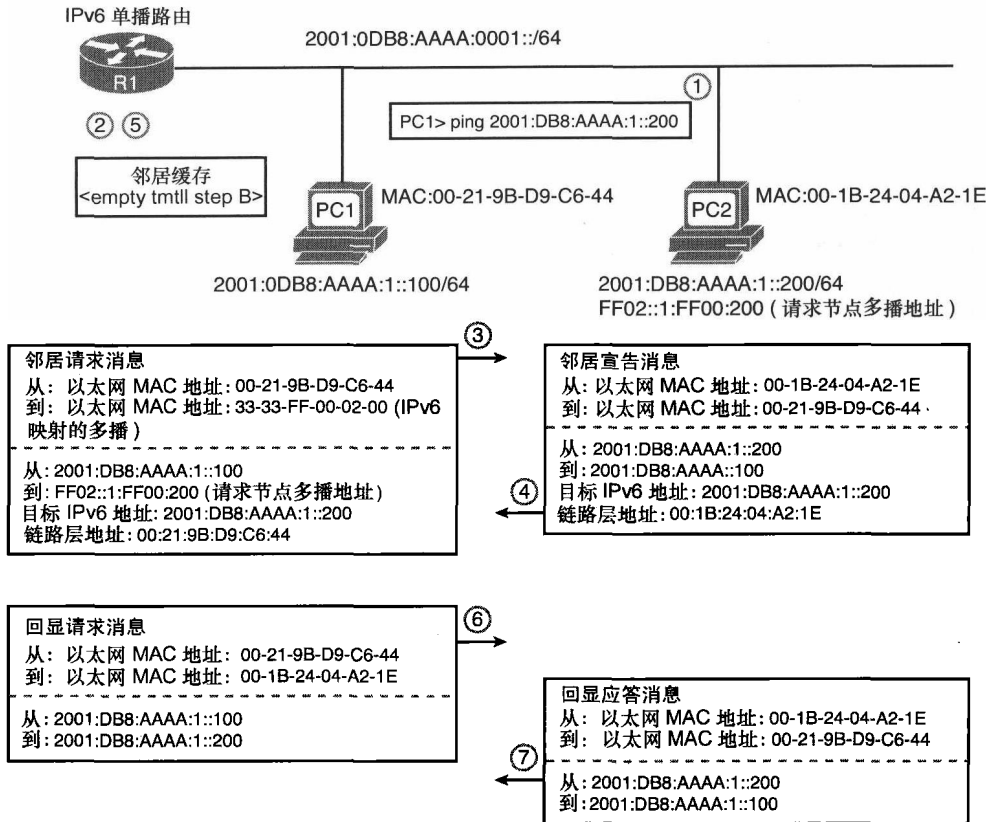 IPv6 单播路由
2001:0DB8:AAAA:0001::/64
R1
①
PC1> ping 2001:DB8:AAAA:1::200
② ⑤
邻居缓存
<empty tmtll step B>
PC1
MAC:00-21-9B-D9-C6-44
PC2
MAC:00-1B-24-04-A2-1E
2001:0DB8:AAAA:1::100/64
2001:DB8:AAAA:1::200/64
FF02::1:FF00:200 (请求节点多播地址)
③
邻居请求消息
从: 以太网 MAC 地址: 00-21-9B-D9-C6-44
到: 以太网 MAC 地址: 33-33-FF-00-02-00 (IPv6
映射的多播)
从: 2001:DB8:AAAA:1::100
到: FF02::1:FF00:200 (请求节点多播地址)
目标 IPv6 地址: 2001:DB8:AAAA:1::200
链路层地址: 00:21:9B:D9:C6:44
邻居宣告消息
从: 以太网 MAC 地址: 00-1B-24-04-A2-1E
到: 以太网 MAC 地址: 00-21-9B-D9-C6-44
从: 2001:DB8:AAAA:1::200
到: 2001:DB8:AAAA::100
目标 IPv6 地址: 2001:DB8:AAAA:1::200
链路层地址: 00:1B:24:04:A2:1E
④
回显请求消息
从: 以太网 MAC 地址: 00-21-9B-D9-C6-44
到: 以太网 MAC 地址: 00-1B-24-04-A2-1E
从: 2001:DB8:AAAA:1::100
到: 2001:DB8:AAAA:1::200
⑥
回显应答消息
从: 以太网 MAC 地址: 00-1B-24-04-A2-1E
到: 以太网 MAC 地址: 00-21-9B-D9-C6-44
从: 2001:DB8:AAAA:1::200
到: 2001:DB8:AAAA:1::100
⑦